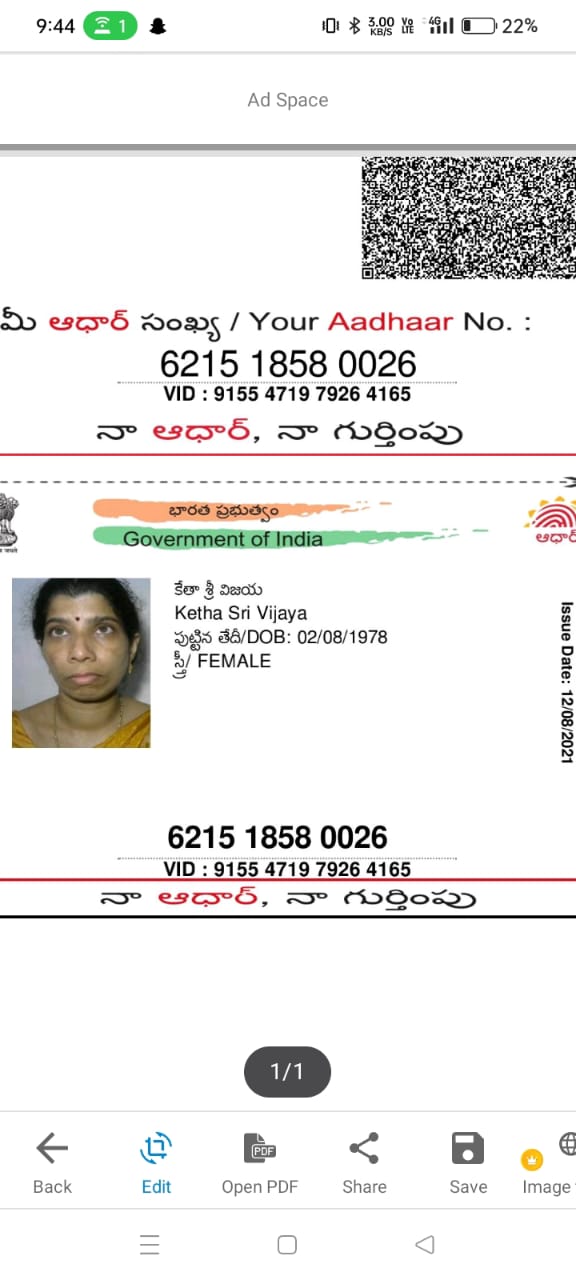 9:44
1
3.00 KB/S
Vo LTE
4G
22%
Ad Space
మీ ఆధార్ సంఖ్య / Your Aadhaar No. :
6215 1858 0026
VID : 9155 4719 7926 4165
నా ఆధార్, నా గుర్తింపు
భారత ప్రభుత్వం
Government of India
ఆధార్
కేతా శ్రీ విజయ
Ketha Sri Vijaya
పుట్టిన తేదీ/DOB: 02/08/1978
స్త్రీ/ FEMALE
Issue Date: 12/08/2021
6215 1858 0026
VID : 9155 4719 7926 4165
నా ఆధార్, నా గుర్తింపు
1/1
PDF
Back
Edit
Open PDF
Share
Save
Image